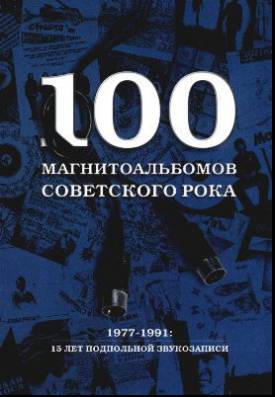 100
МАГНИТОАЛЬБОМОВ
СОВЕТСКОГО РОКА
1977-1991:
15 ЛЕТ ПОДПОЛЬНОЙ ЗВУКОЗАПИСИ